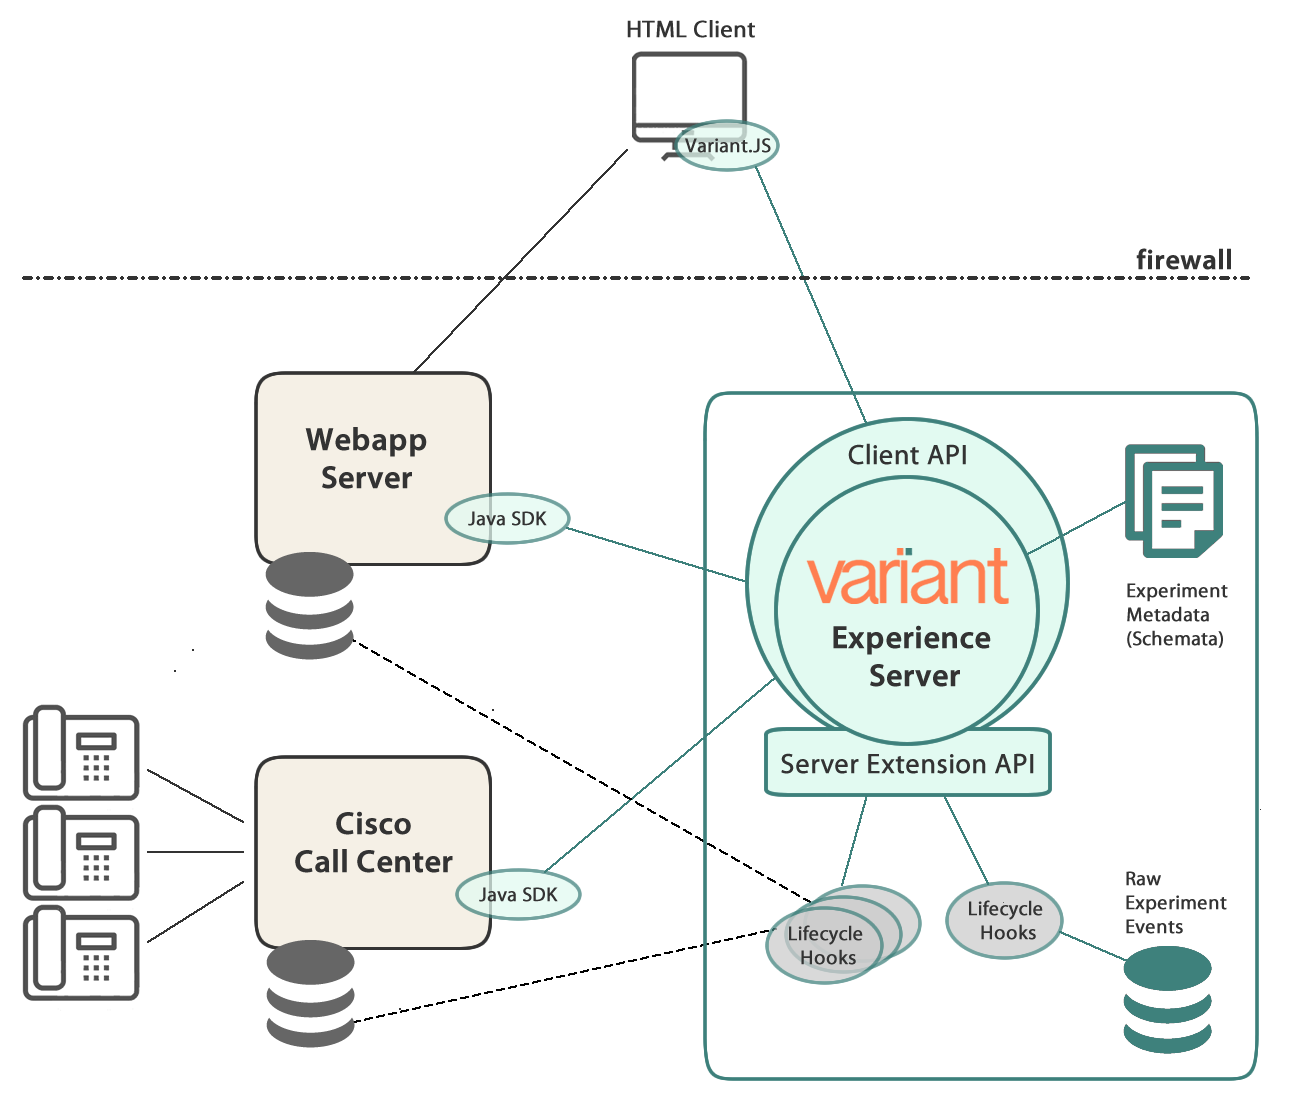 HTML Client
Variant.JS
firewall
Webapp
Server
Java SDK
Client API
variant
Experience
Server
Experiment
Metadata
(Schemata)
Server Extension API
Cisco
Call Center
Java SDK
Lifecycle
Hooks
Lifecycle
Hooks
Raw
Experiment
Events